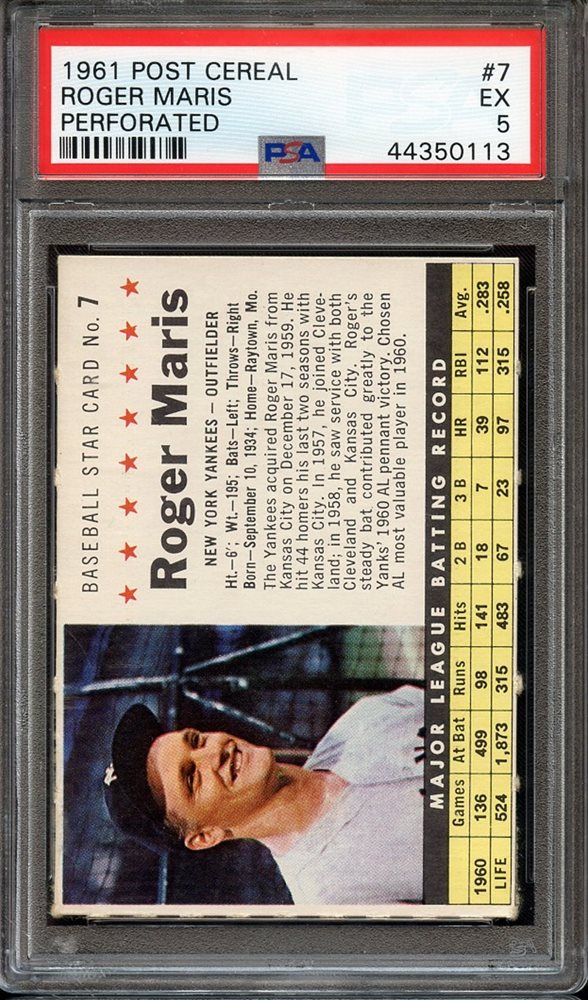 1961 POST CEREAL #7
ROGER MARIS EX
PERFORATED 5
PSA 44350113
BASEBALL STAR CARD No. 7
Roger Maris
NEW YORK YANKEES — OUTFIELDER
Ht.—6'; Wt.—195; Bats—Left; Throws—Right
Born—September 10, 1934; Home—Raytown, Mo.
The Yankees acquired Roger Maris from
Kansas City on December 17, 1959. He
hit 44 homers his last two seasons with
Kansas City. In 1957, he joined Cleve-
land; in 1958, he saw service with both
Cleveland and Kansas City. Roger's
steady bat contributed greatly to the
Yanks' 1960 AL pennant victory. Chosen
AL most valuable player in 1960.
MAJOR LEAGUE BATTING RECORD
Games At Bat Runs Hits 2 B 3 B HR RBI Avg.
1960 136 499 98 141 18 7 39 112 .283
LIFE 524 1,873 315 483 67 23 97 315 .258